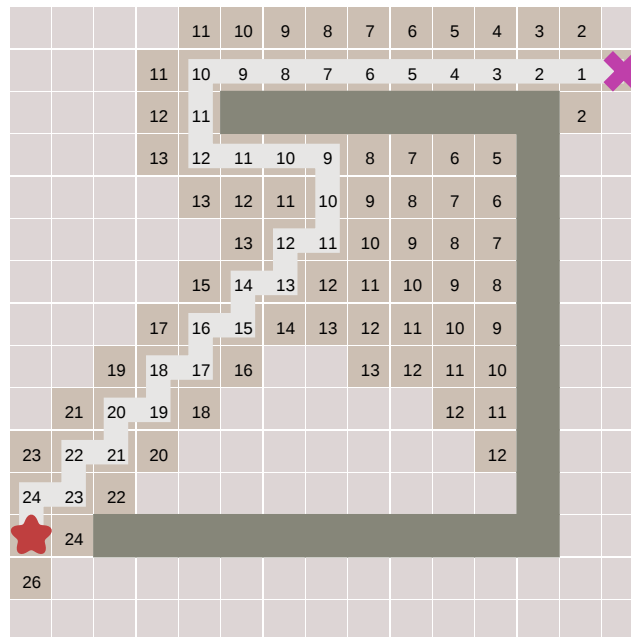 11 10 9 8 7 6 5 4 3 2
11 10 9 8 7 6 5 4 3 2 1
12 11 2
13 12 11 10 9 8 7 6 5
13 12 11 10 9 8 7 6
13 12 11 10 9 8 7
15 14 13 12 11 10 9 8
17 16 15 14 13 12 11 10 9
19 18 17 16 13 12 11 10
21 20 19 18 12 11
23 22 21 20 12
24 23 22
24
26